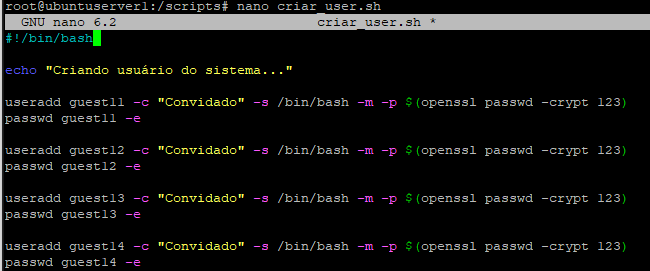 root@ubuntuserver1:/scripts# nano criar_user.sh
GNU nano 6.2 criar_user.sh *
#!/bin/bash
echo "Criando usuário do sistema..."
useradd guest11 -c "Convidado" -s /bin/bash -m -p $(openssl passwd -crypt 123)
passwd guest11 -e
useradd guest12 -c "Convidado" -s /bin/bash -m -p $(openssl passwd -crypt 123)
passwd guest12 -e
useradd guest13 -c "Convidado" -s /bin/bash -m -p $(openssl passwd -crypt 123)
passwd guest13 -e
useradd guest14 -c "Convidado" -s /bin/bash -m -p $(openssl passwd -crypt 123)
passwd guest14 -e